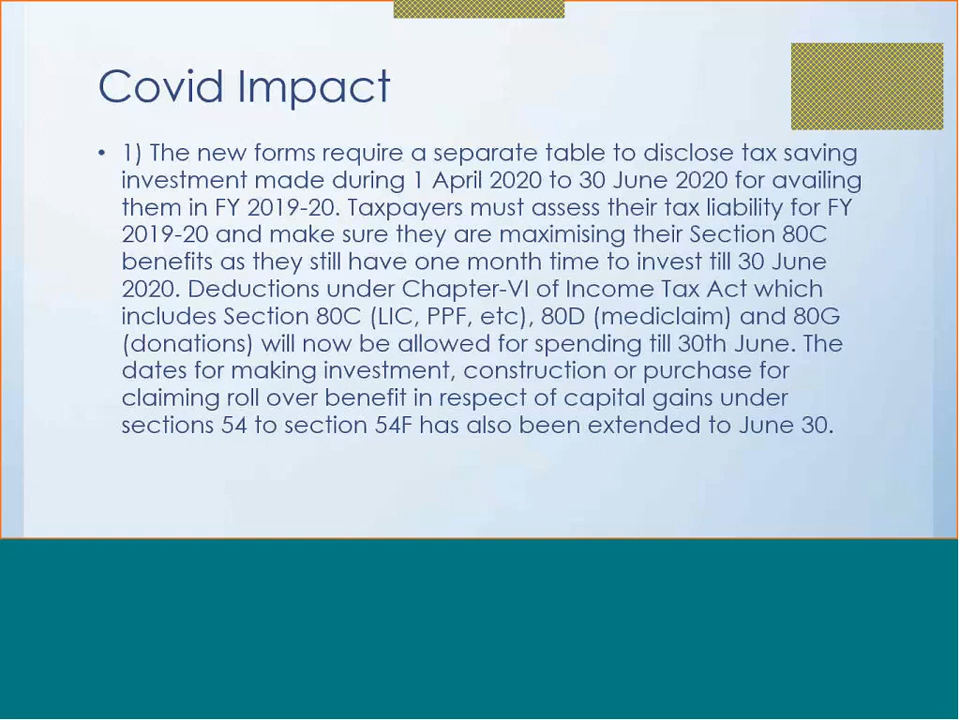 Covid Impact
• 1) The new forms require a separate table to disclose tax saving
investment made during 1 April 2020 to 30 June 2020 for availing
them in FY 2019-20. Taxpayers must assess their tax liability for FY
2019-20 and make sure they are maximising their Section 80C
benefits as they still have one month time to invest till 30 June
2020. Deductions under Chapter-VI of Income Tax Act which
includes Section 80C (LIC, PPF, etc), 80D (mediclaim) and 80G
(donations) will now be allowed for spending till 30th June. The
dates for making investment, construction or purchase for
claiming roll over benefit in respect of capital gains under
sections 54 to section 54F has also been extended to June 30.